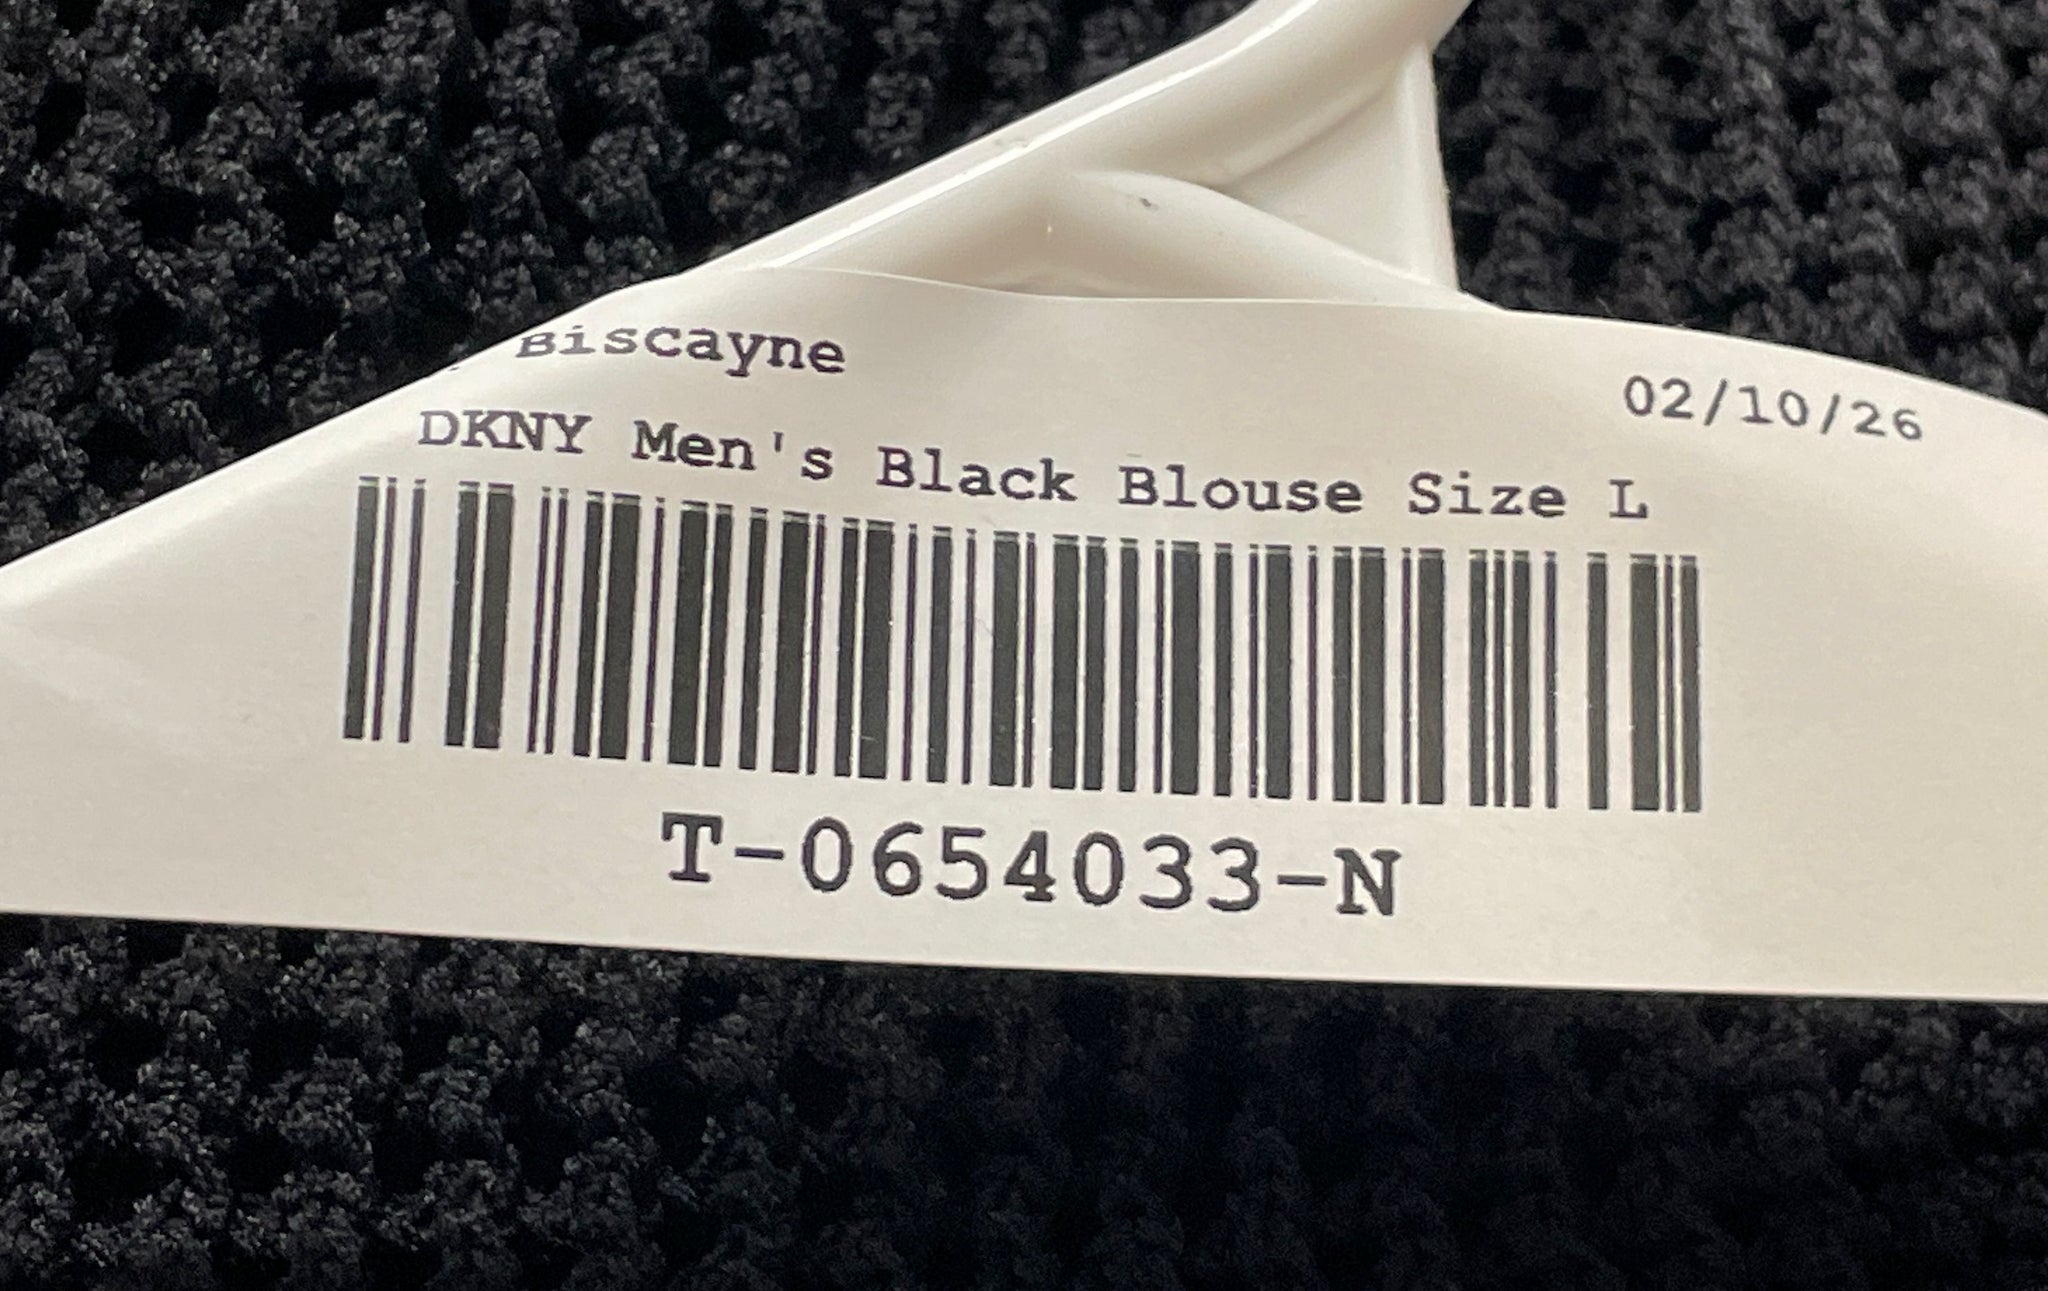 Biscayne
02/10/26
DKNY Men's Black Blouse Size L
T-0654033-N